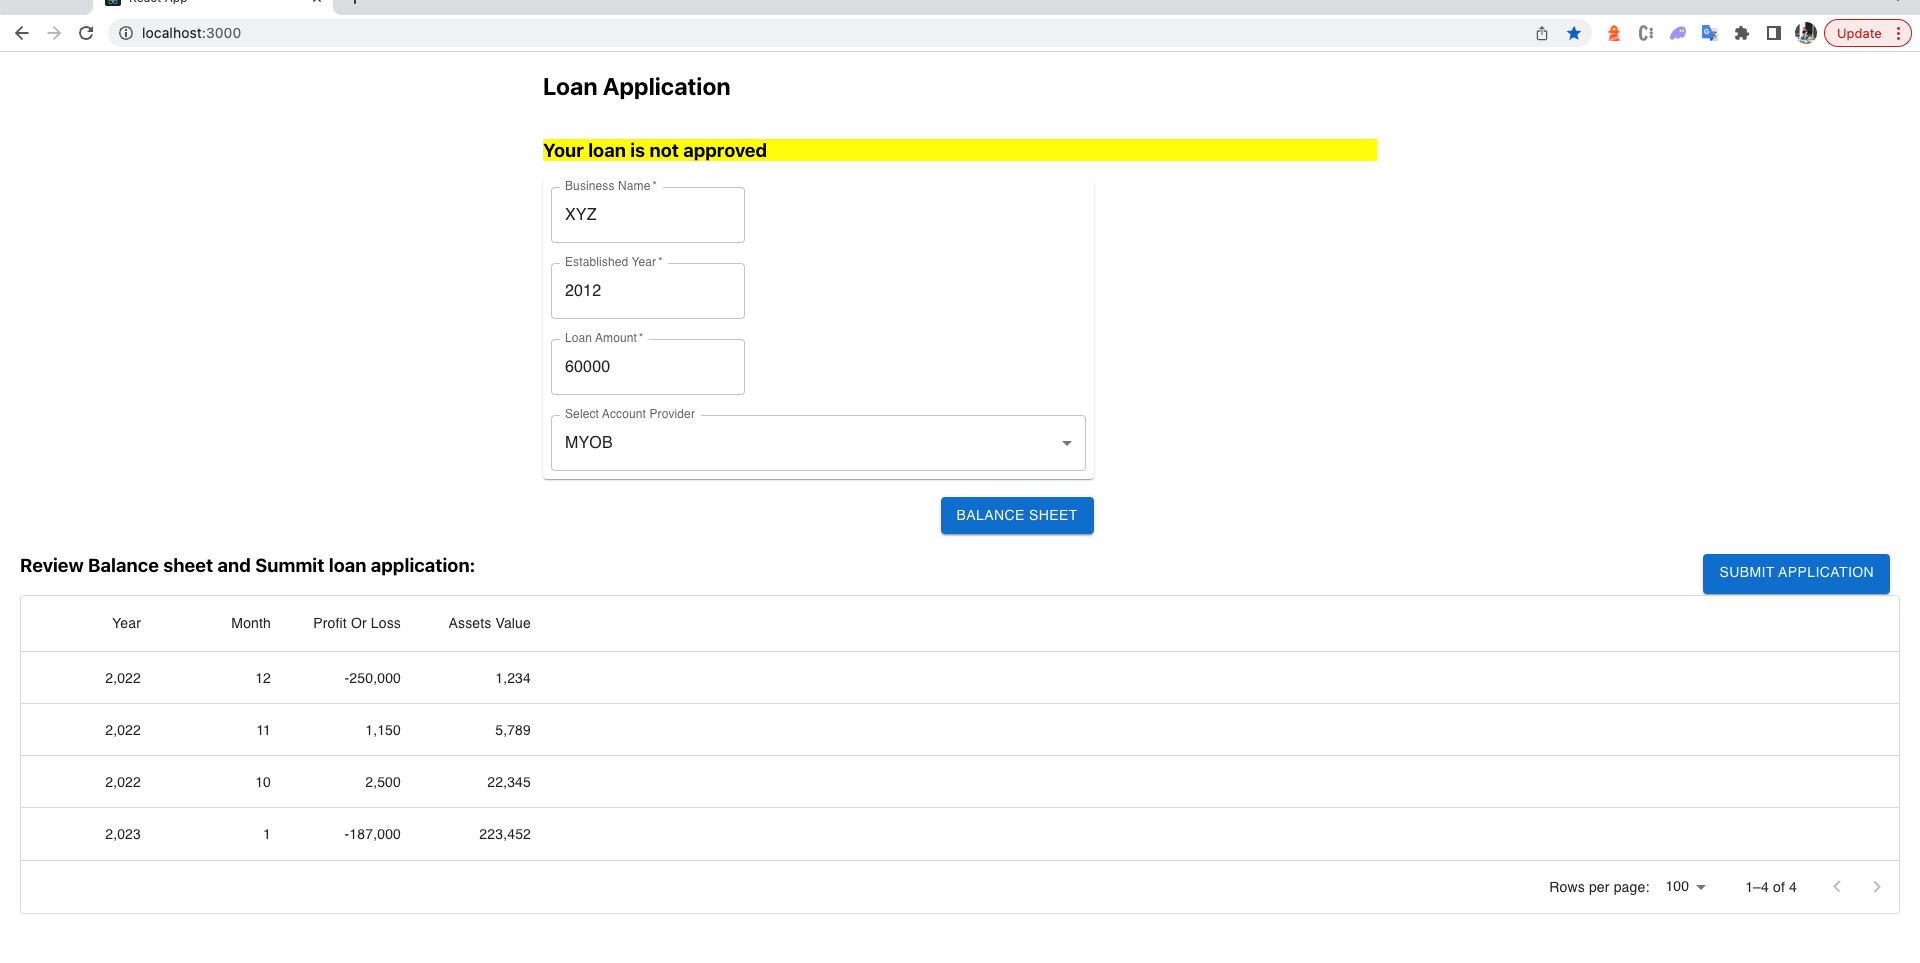 React App
localhost:3000
Update
Loan Application
Your loan is not approved
Business Name *
XYZ
Established Year *
2012
Loan Amount *
60000
Select Account Provider
MYOB
BALANCE SHEET
Review Balance sheet and Summit loan application:
SUBMIT APPLICATION
Year Month Profit Or Loss Assets Value
2,022 12 -250,000 1,234
2,022 11 1,150 5,789
2,022 10 2,500 22,345
2,023 1 -187,000 223,452
Rows per page: 100 1–4 of 4